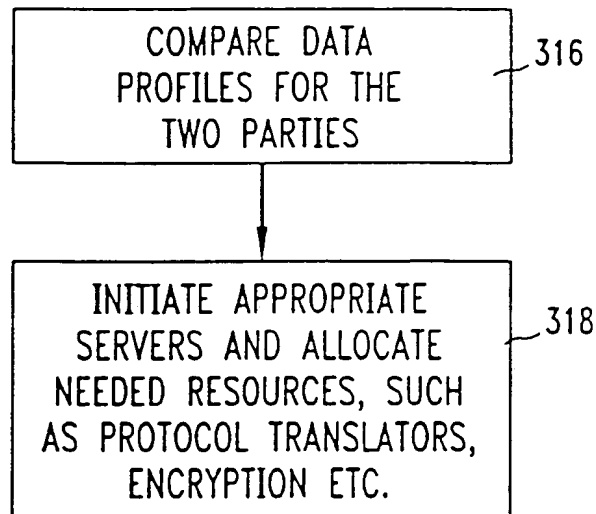 COMPARE DATA
PROFILES FOR THE
TWO PARTIES
316
INITIATE APPROPRIATE
SERVERS AND ALLOCATE
NEEDED RESOURCES, SUCH
AS PROTOCOL TRANSLATORS,
ENCRYPTION ETC.
318